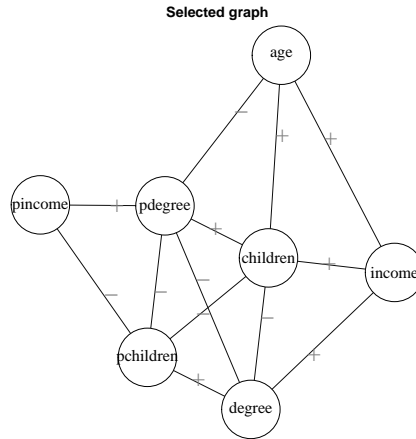 Selected graph
age
−
+
+
pincome
+
pdegree
+
children
+
income
−
−
−
−
−
pchildren
+
+
degree